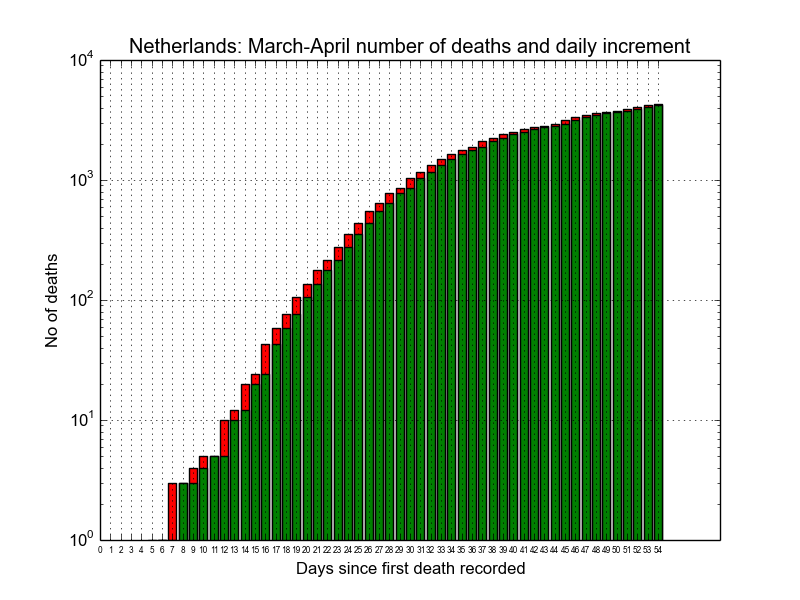 Netherlands: March-April number of deaths and daily increment
10^4
10^3
10^2
10^1
10^0
No of deaths
0 1 2 3 4 5 6 7 8 9 10 11 12 13 14 15 16 17 18 19 20 21 22 23 24 25 26 27 28 29 30 31 32 33 34 35 36 37 38 39 40 41 42 43 44 45 46 47 48 49 50 51 52 53 54
Days since first death recorded